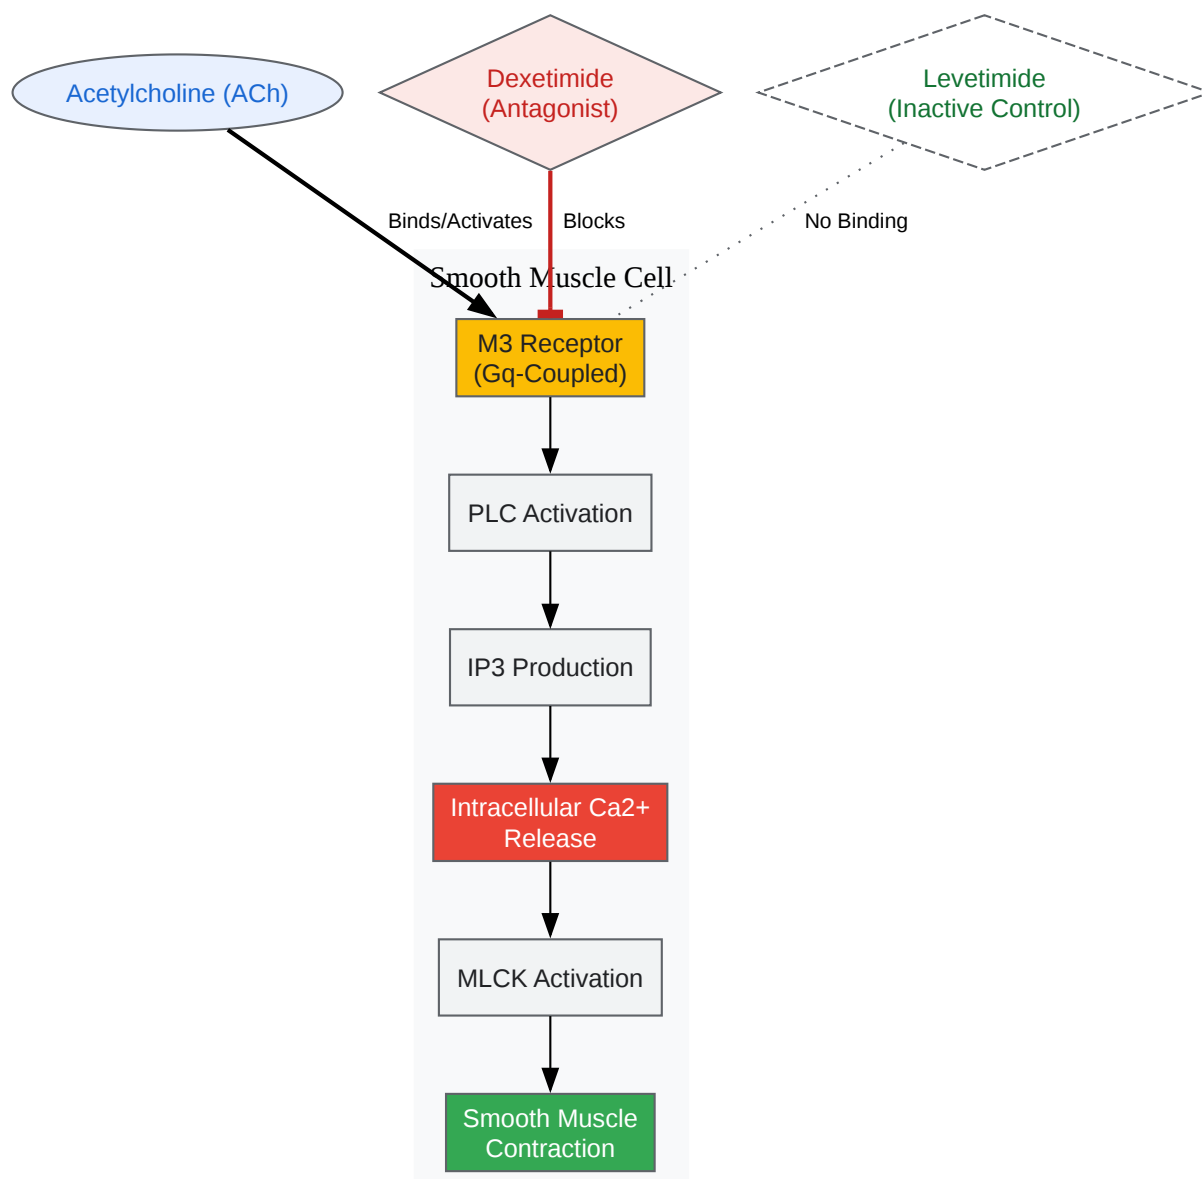 Acetylcholine (ACh)
Dexetimide
(Antagonist)
Levetimide
(Inactive Control)
Binds/Activates
Blocks
No Binding
Smooth Muscle Cell
M3 Receptor
(Gq-Coupled)
PLC Activation
IP3 Production
Intracellular Ca2+
Release
MLCK Activation
Smooth Muscle
Contraction